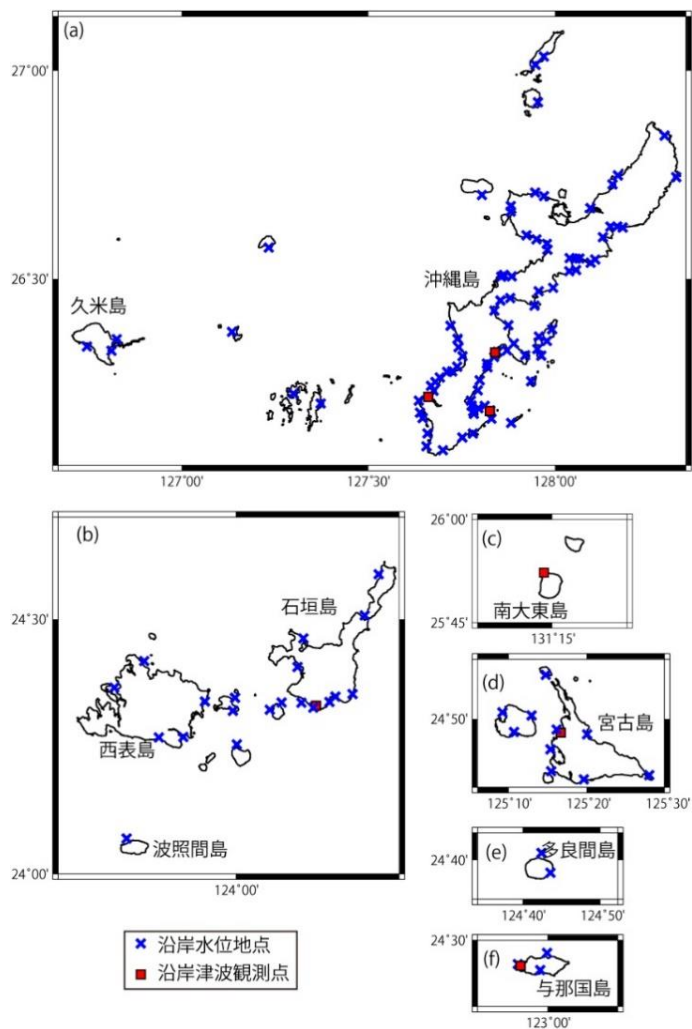 (a)
27°00'
26°30'
沖縄島
久米島
127°00'
127°30'
128°00'
(b)
24°30'
石垣島
西表島
波照間島
24°00'
124°00'
(c)
26°00'
南大東島
25°45'
131°15'
(d)
24°50'
宮古島
125°10'
125°20'
125°30'
(e)
多良間島
24°40'
124°40'
124°50'
(f)
24°30'
与那国島
123°00'
沿岸水位地点
沿岸津波観測点